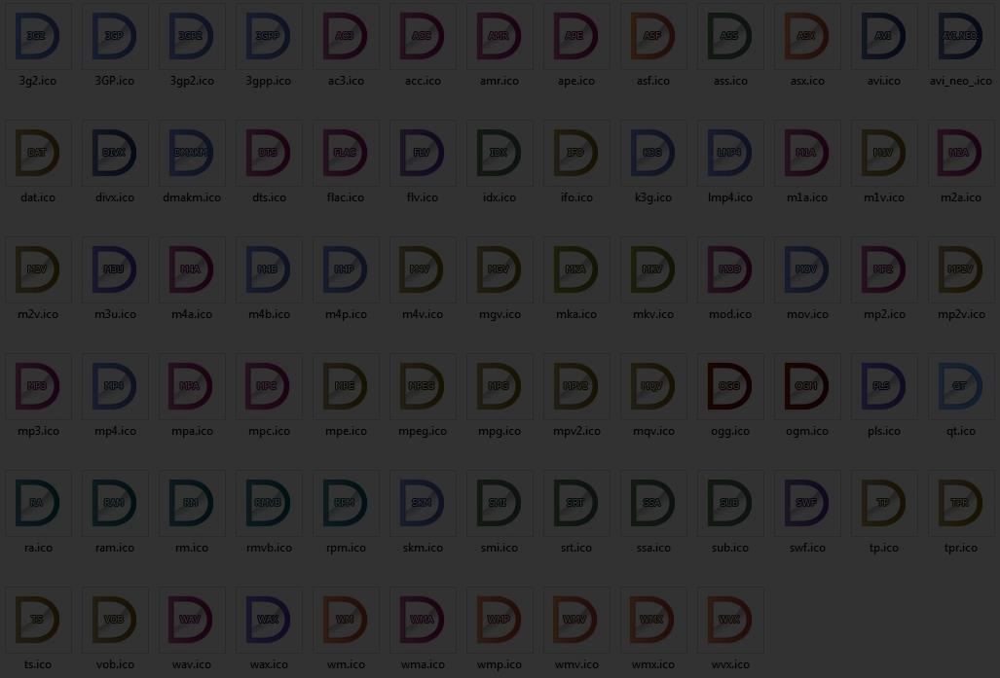 3G2 3GP 3GP2 3GPP AC3 ACC AMR APE ASF ASS ASX AVI AVI_NEO_
3g2.ico 3GP.ico 3gp2.ico 3gpp.ico ac3.ico acc.ico amr.ico ape.ico asf.ico ass.ico asx.ico avi.ico avi_neo_.ico
DAT DIVX DMAKM DTS FLAC FLV IDX IFO K3G LMP4 M1A M1V M2A
dat.ico divx.ico dmakm.ico dts.ico flac.ico flv.ico idx.ico ifo.ico k3g.ico lmp4.ico m1a.ico m1v.ico m2a.ico
M2V M3U M4A M4B M4P M4V MGV MKA MKV MOD MOV MP2 MP2V
m2v.ico m3u.ico m4a.ico m4b.ico m4p.ico m4v.ico mgv.ico mka.ico mkv.ico mod.ico mov.ico mp2.ico mp2v.ico
MP3 MP4 MPA MPC MPE MPEG MPG MPV2 MQV OGG OGM PLS QT
mp3.ico mp4.ico mpa.ico mpc.ico mpe.ico mpeg.ico mpg.ico mpv2.ico mqv.ico ogg.ico ogm.ico pls.ico qt.ico
RA RAM RM RMVB RPM SKM SMI SRT SSA SUB SWF TP TPR
ra.ico ram.ico rm.ico rmvb.ico rpm.ico skm.ico smi.ico srt.ico ssa.ico sub.ico swf.ico tp.ico tpr.ico
TS VOB WAV WAX WM WMA WMP WMV WMX WVX
ts.ico vob.ico wav.ico wax.ico wm.ico wma.ico wmp.ico wmv.ico wmx.ico wvx.ico